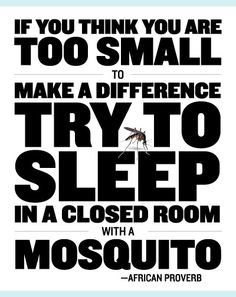 IF YOU THINK YOU ARE
TOO SMALL
TO
MAKE A DIFFERENCE
TRY TO
SLEEP
IN A CLOSED ROOM
WITH A
MOSQUITO
—AFRICAN PROVERB